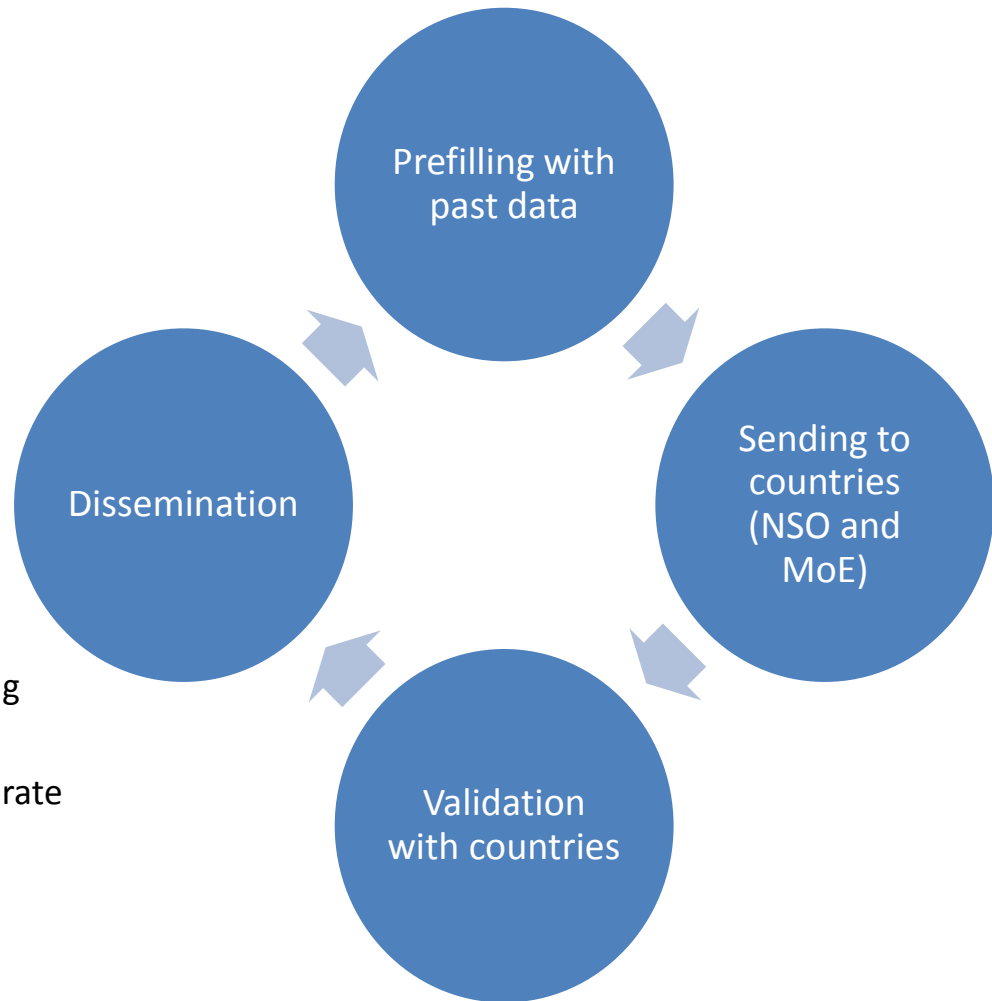 Prefilling with
past data
Sending to
countries
(NSO and
MoE)
Dissemination
g
rate
Validation
with countries